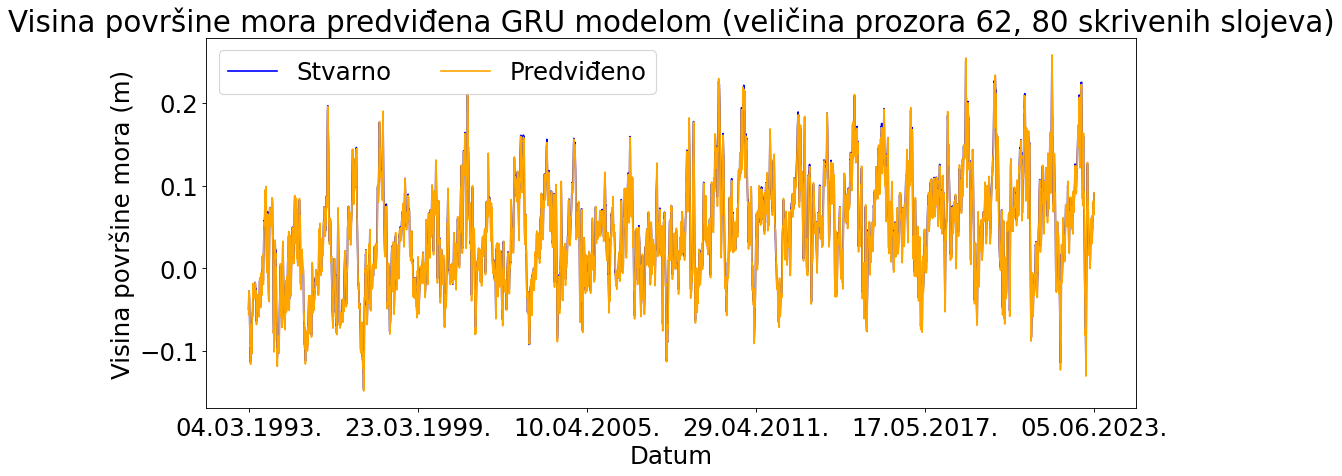 Visina površine mora predviđena GRU modelom (veličina prozora 62, 80 skrivenih slojeva)
Stvarno
Predviđeno
Visina površine mora (m)
0.2
0.1
0.0
−0.1
04.03.1993.
23.03.1999.
10.04.2005.
29.04.2011.
17.05.2017.
05.06.2023.
Datum